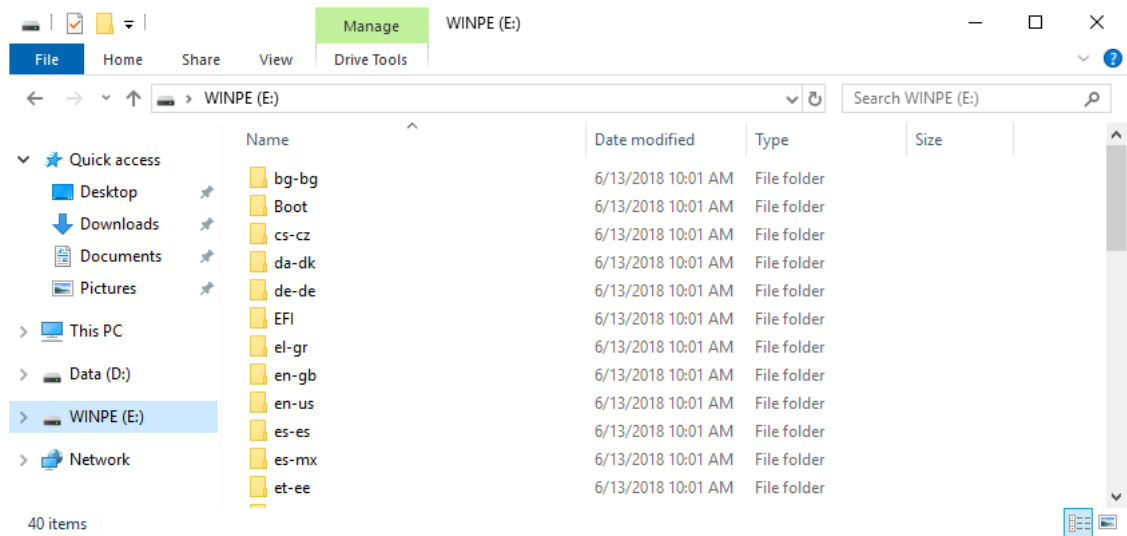 Manage WINPE (E:)
File Home Share View Drive Tools
WINPE (E:) Search WINPE (E:)
Quick access
Desktop
Downloads
Documents
Pictures
This PC
Data (D:)
WINPE (E:)
Network
Name Date modified Type Size
bg-bg 6/13/2018 10:01 AM File folder
Boot 6/13/2018 10:01 AM File folder
cs-cz 6/13/2018 10:01 AM File folder
da-dk 6/13/2018 10:01 AM File folder
de-de 6/13/2018 10:01 AM File folder
EFI 6/13/2018 10:01 AM File folder
el-gr 6/13/2018 10:01 AM File folder
en-gb 6/13/2018 10:01 AM File folder
en-us 6/13/2018 10:01 AM File folder
es-es 6/13/2018 10:01 AM File folder
es-mx 6/13/2018 10:01 AM File folder
et-ee 6/13/2018 10:01 AM File folder
40 items